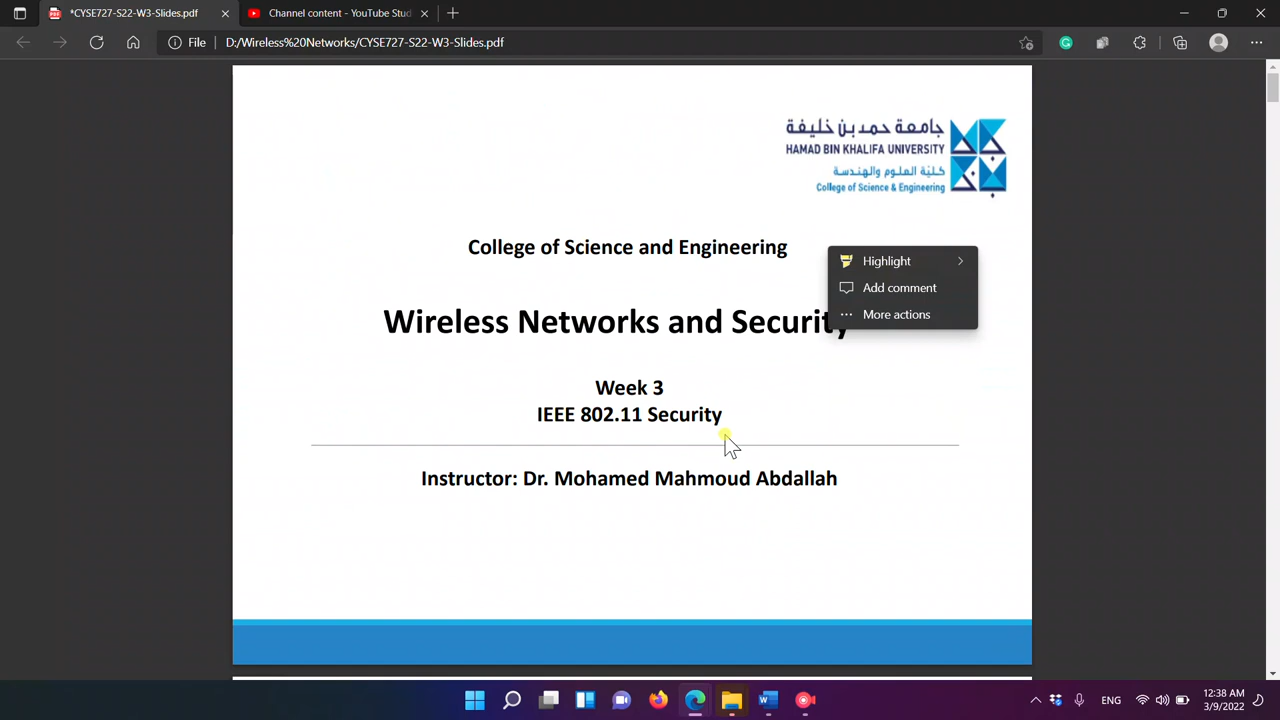 *CYSE727-S22-W3-Slides.pdf
Channel content - YouTube Stud
File
D:/Wireless%20Networks/CYSE727-S22-W3-Slides.pdf
جامعة حمد بن خليفة
HAMAD BIN KHALIFA UNIVERSITY
كليّة العلوم والهندسة
College of Science & Engineering
College of Science and Engineering
Highlight
Add comment
More actions
Wireless Networks and Security
Week 3
IEEE 802.11 Security
Instructor: Dr. Mohamed Mahmoud Abdallah
ENG
12:38 AM
3/9/2022